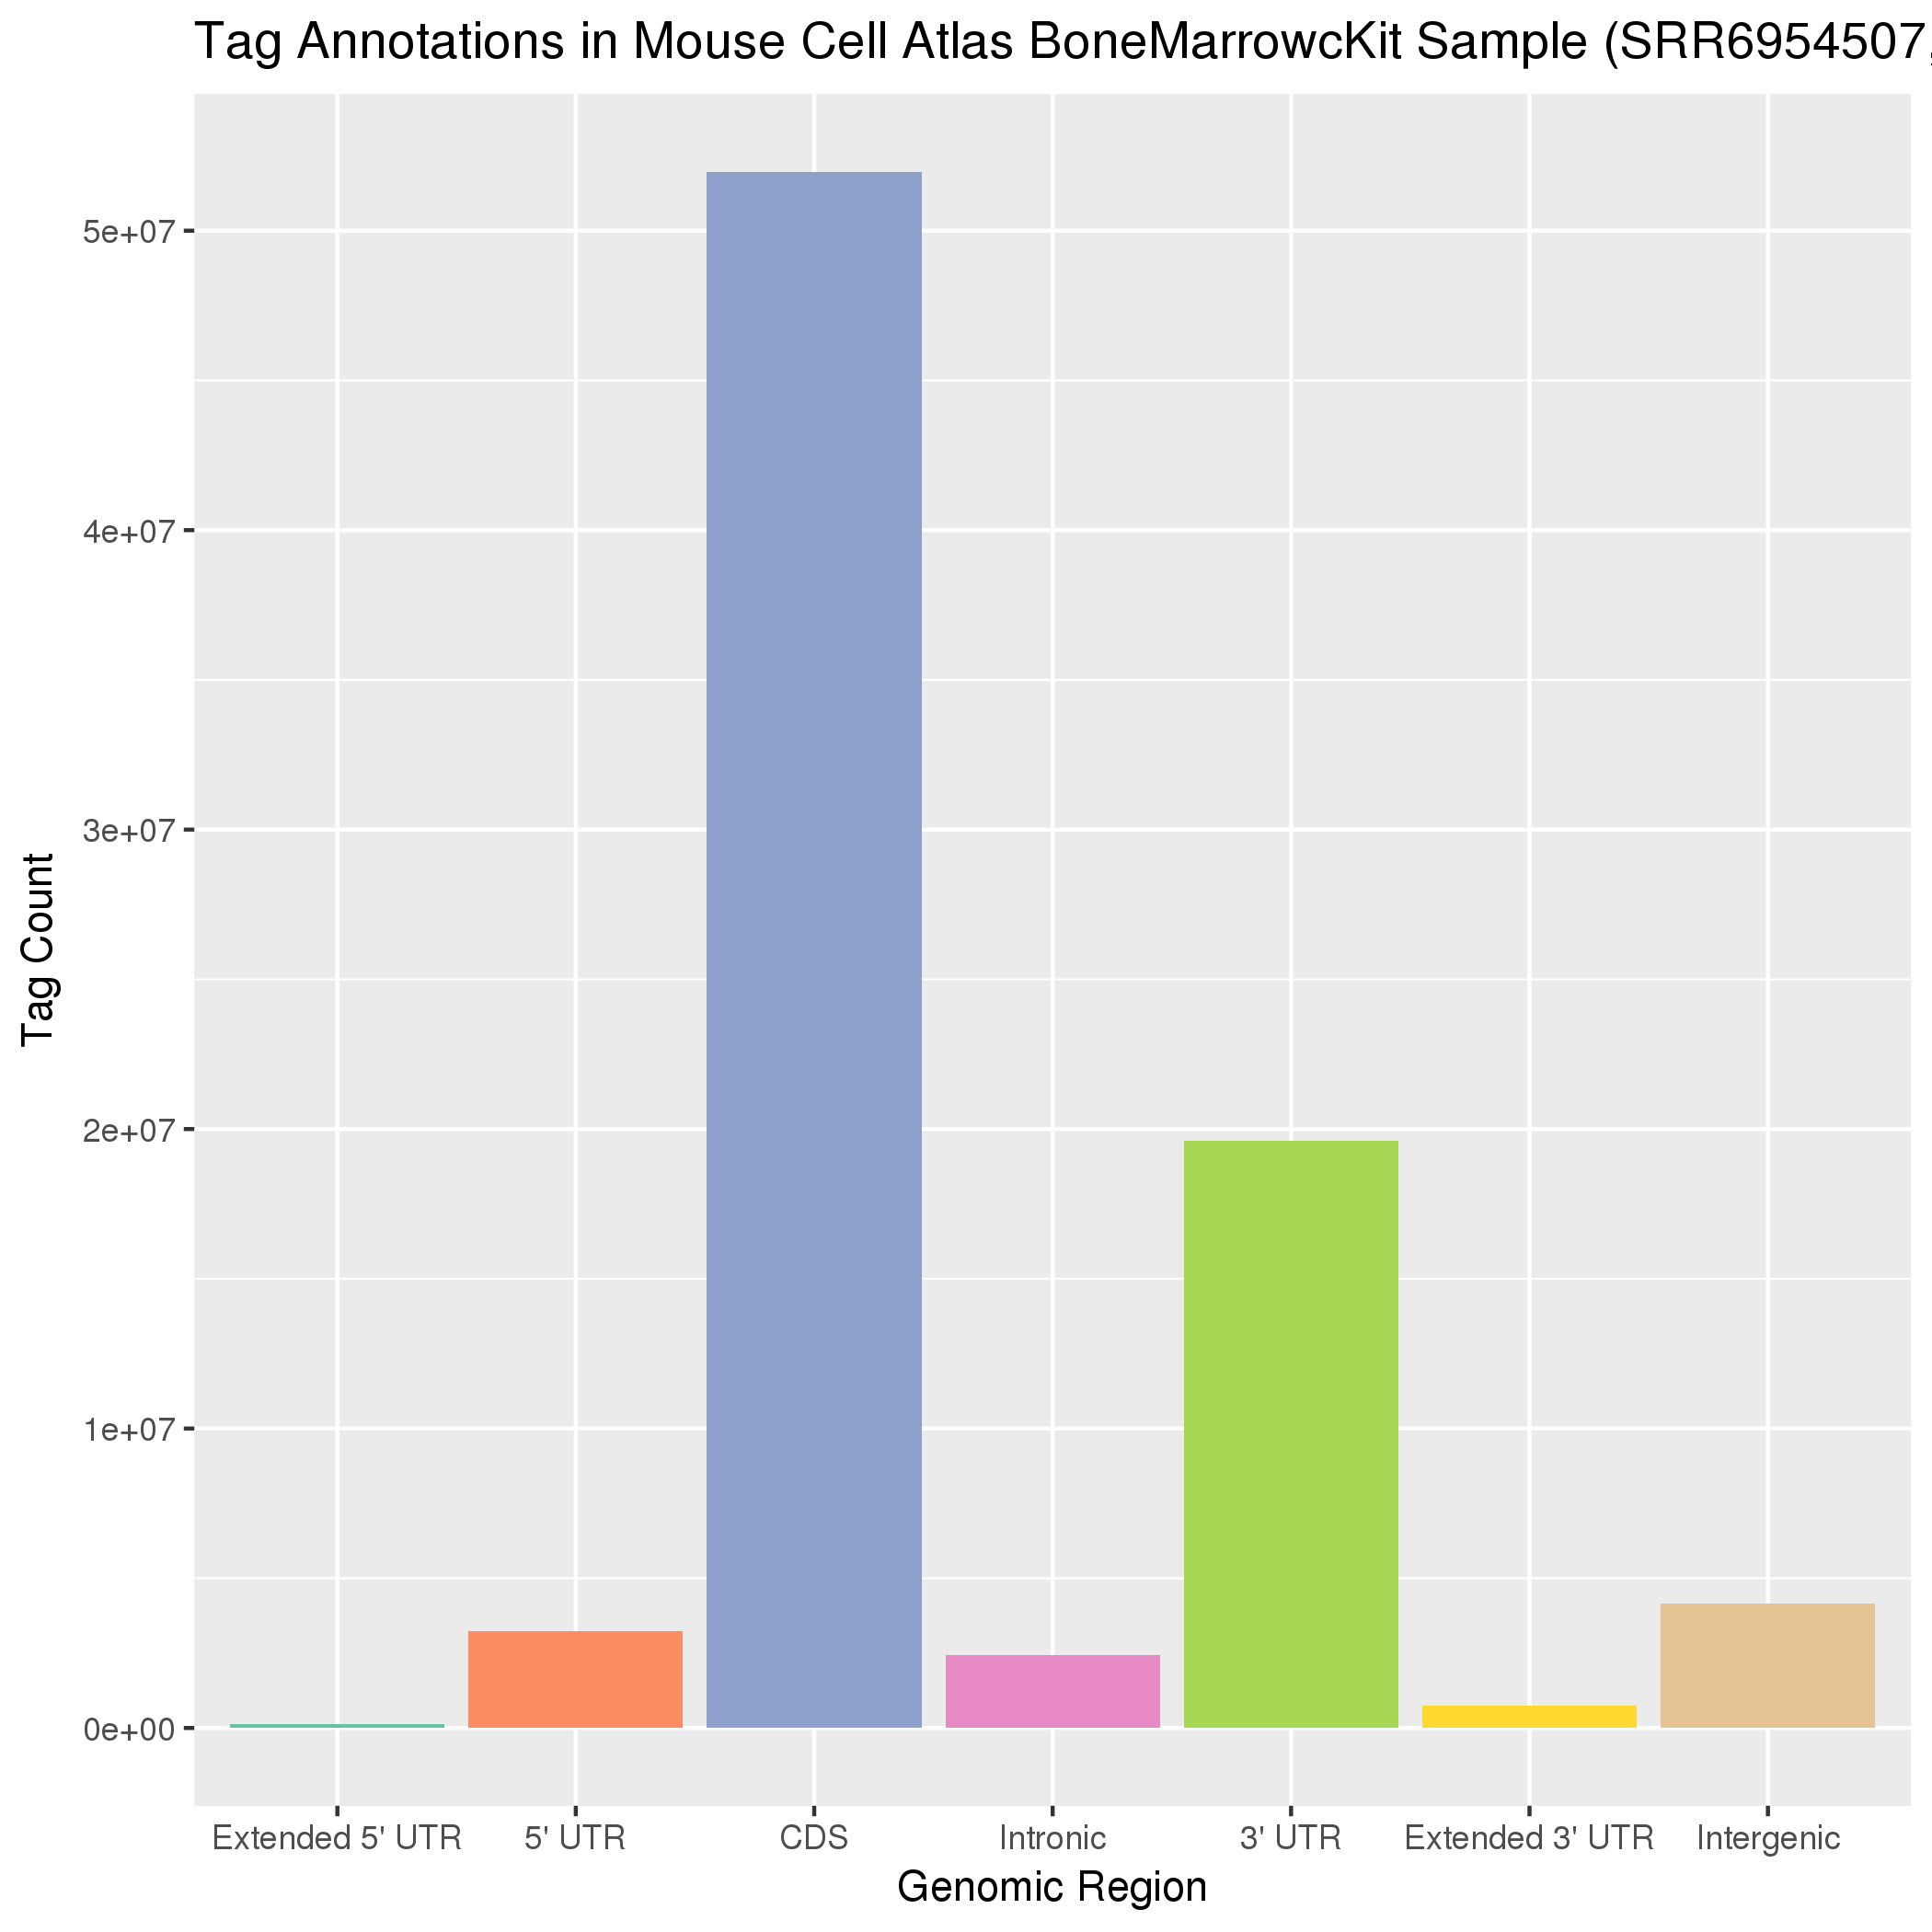 Tag Annotations in Mouse Cell Atlas BoneMarrowcKit Sample (SRR6954507,
5e+07
4e+07
3e+07
2e+07
1e+07
0e+00
Tag Count
Extended 5' UTR 5' UTR CDS Intronic 3' UTR Extended 3' UTR Intergenic
Genomic Region